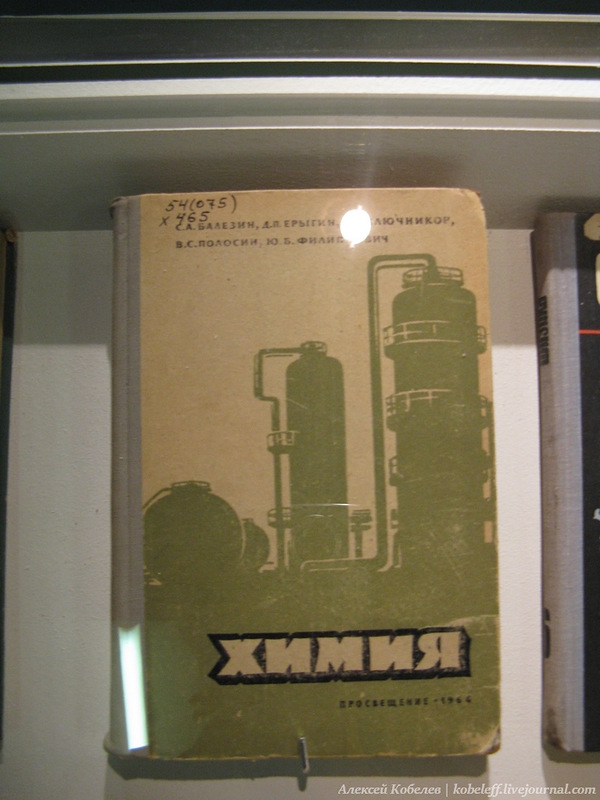 54(075)
Х 465
С.А.БАЛЕЗИН, Д.П.ЕРЫГИН,
В.С.ПОЛОСИН, Ю.Б.
ХИМИЯ
ПРОСВЕЩЕНИЕ - 1964
Алексей Кобелев | kobeleff.livejournal.com